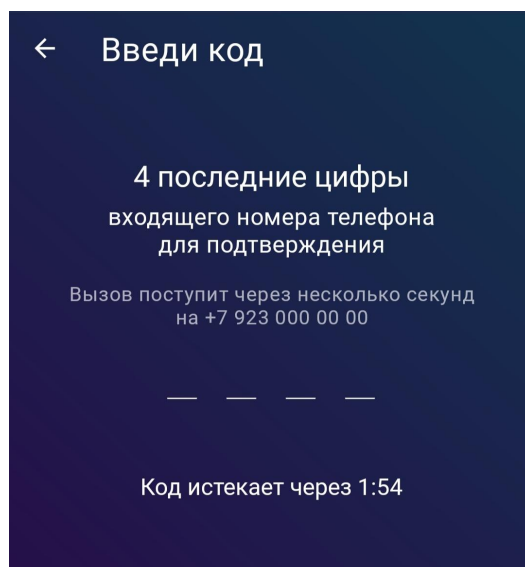 Введи код
4 последние цифры
входящего номера телефона
для подтверждения
Вызов поступит через несколько секунд
на +7 923 000 00 00
Код истекает через 1:54